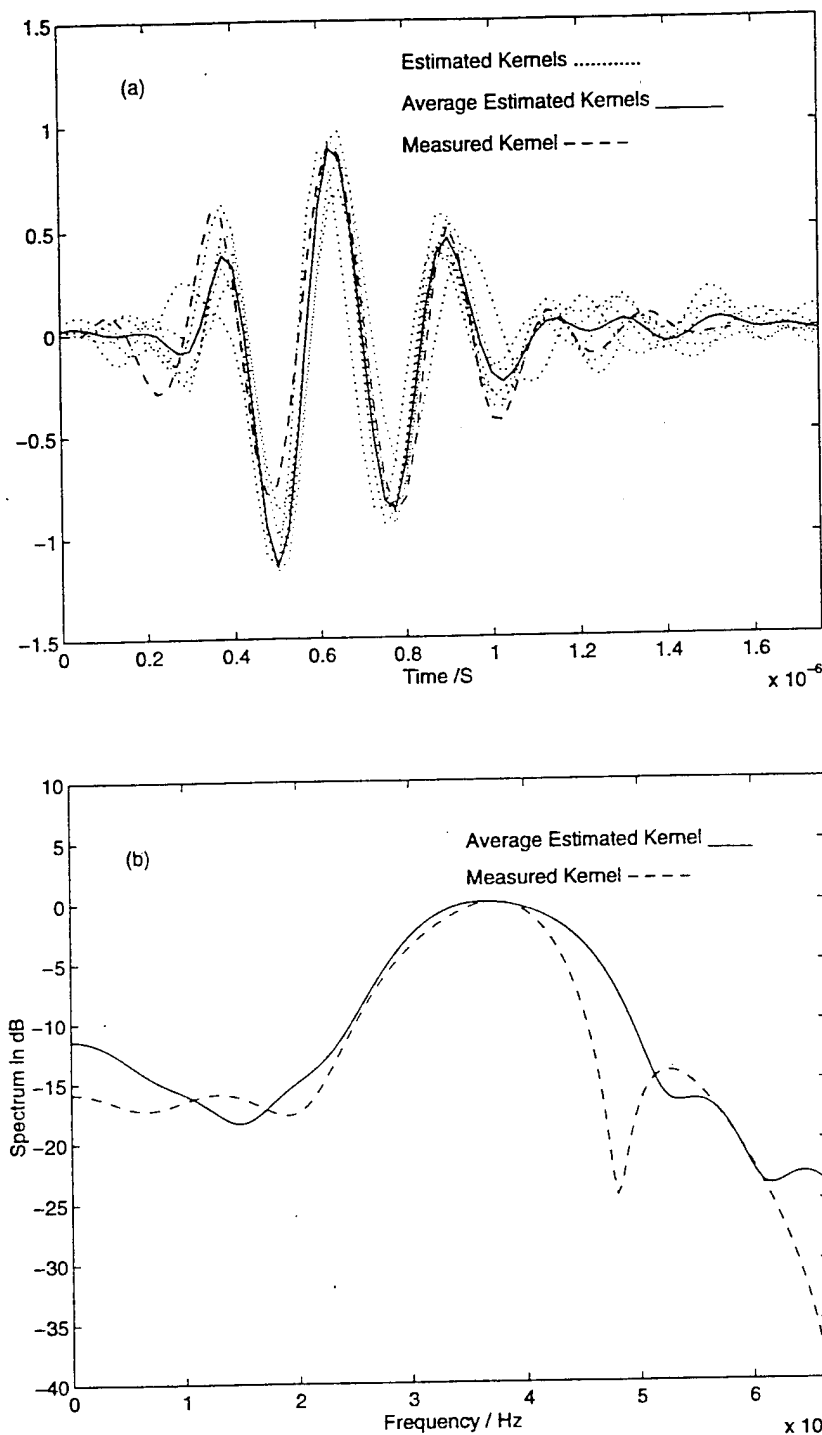 1.5
(a)
Estimated Kernels ............
Average Estimated Kernels ____
Measured Kernel - - - -
1
0.5
0
-0.5
-1
-1.5
0 0.2 0.4 0.6 0.8 1 1.2 1.4 1.6
Time /S
x 10⁻⁶
10
5
(b)
Average Estimated Kernel ____
Measured Kernel - - - -
0
-5
-10
-15
-20
-25
-30
-35
-40
Spectrum in dB
0 1 2 3 4 5 6
Frequency / Hz
x 10